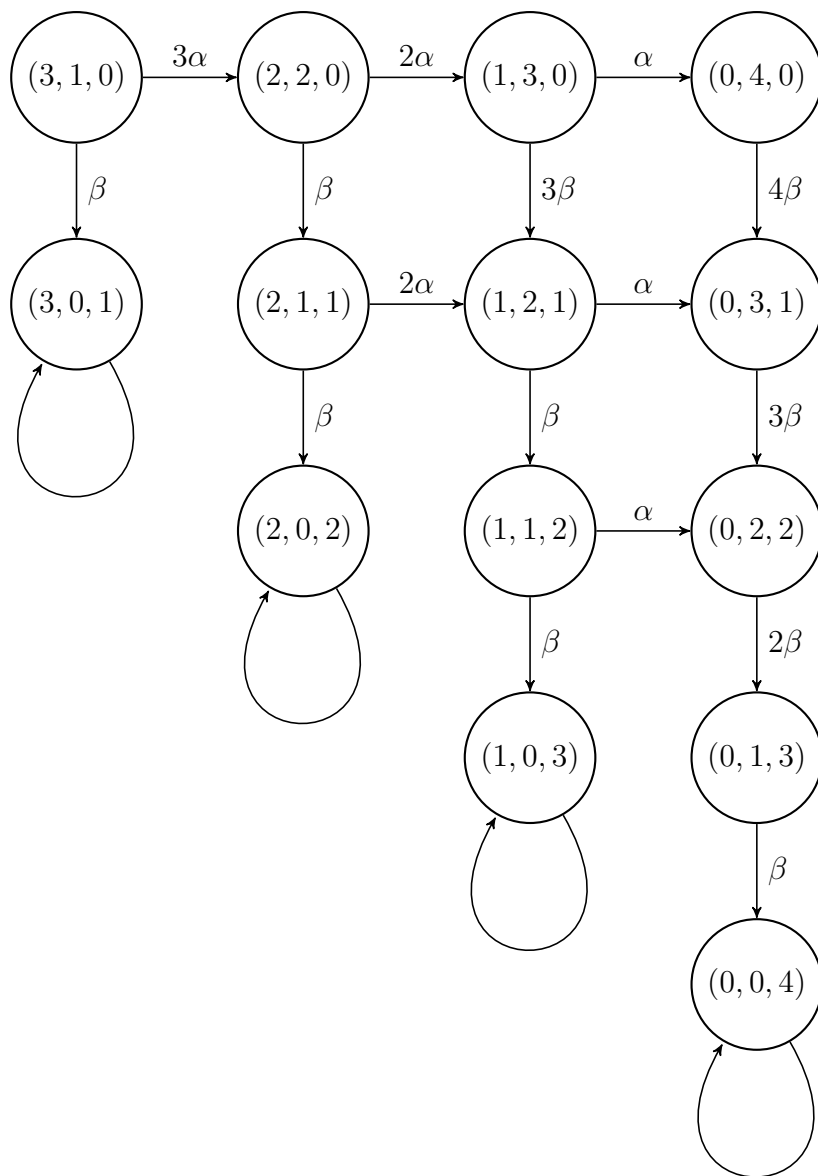 3α 2α α
(3, 1, 0) (2, 2, 0) (1, 3, 0) (0, 4, 0)
β β 3β 4β
2α α
(3, 0, 1) (2, 1, 1) (1, 2, 1) (0, 3, 1)
β β 3β
α
(2, 0, 2) (1, 1, 2) (0, 2, 2)
β 2β
(1, 0, 3) (0, 1, 3)
β
(0, 0, 4)